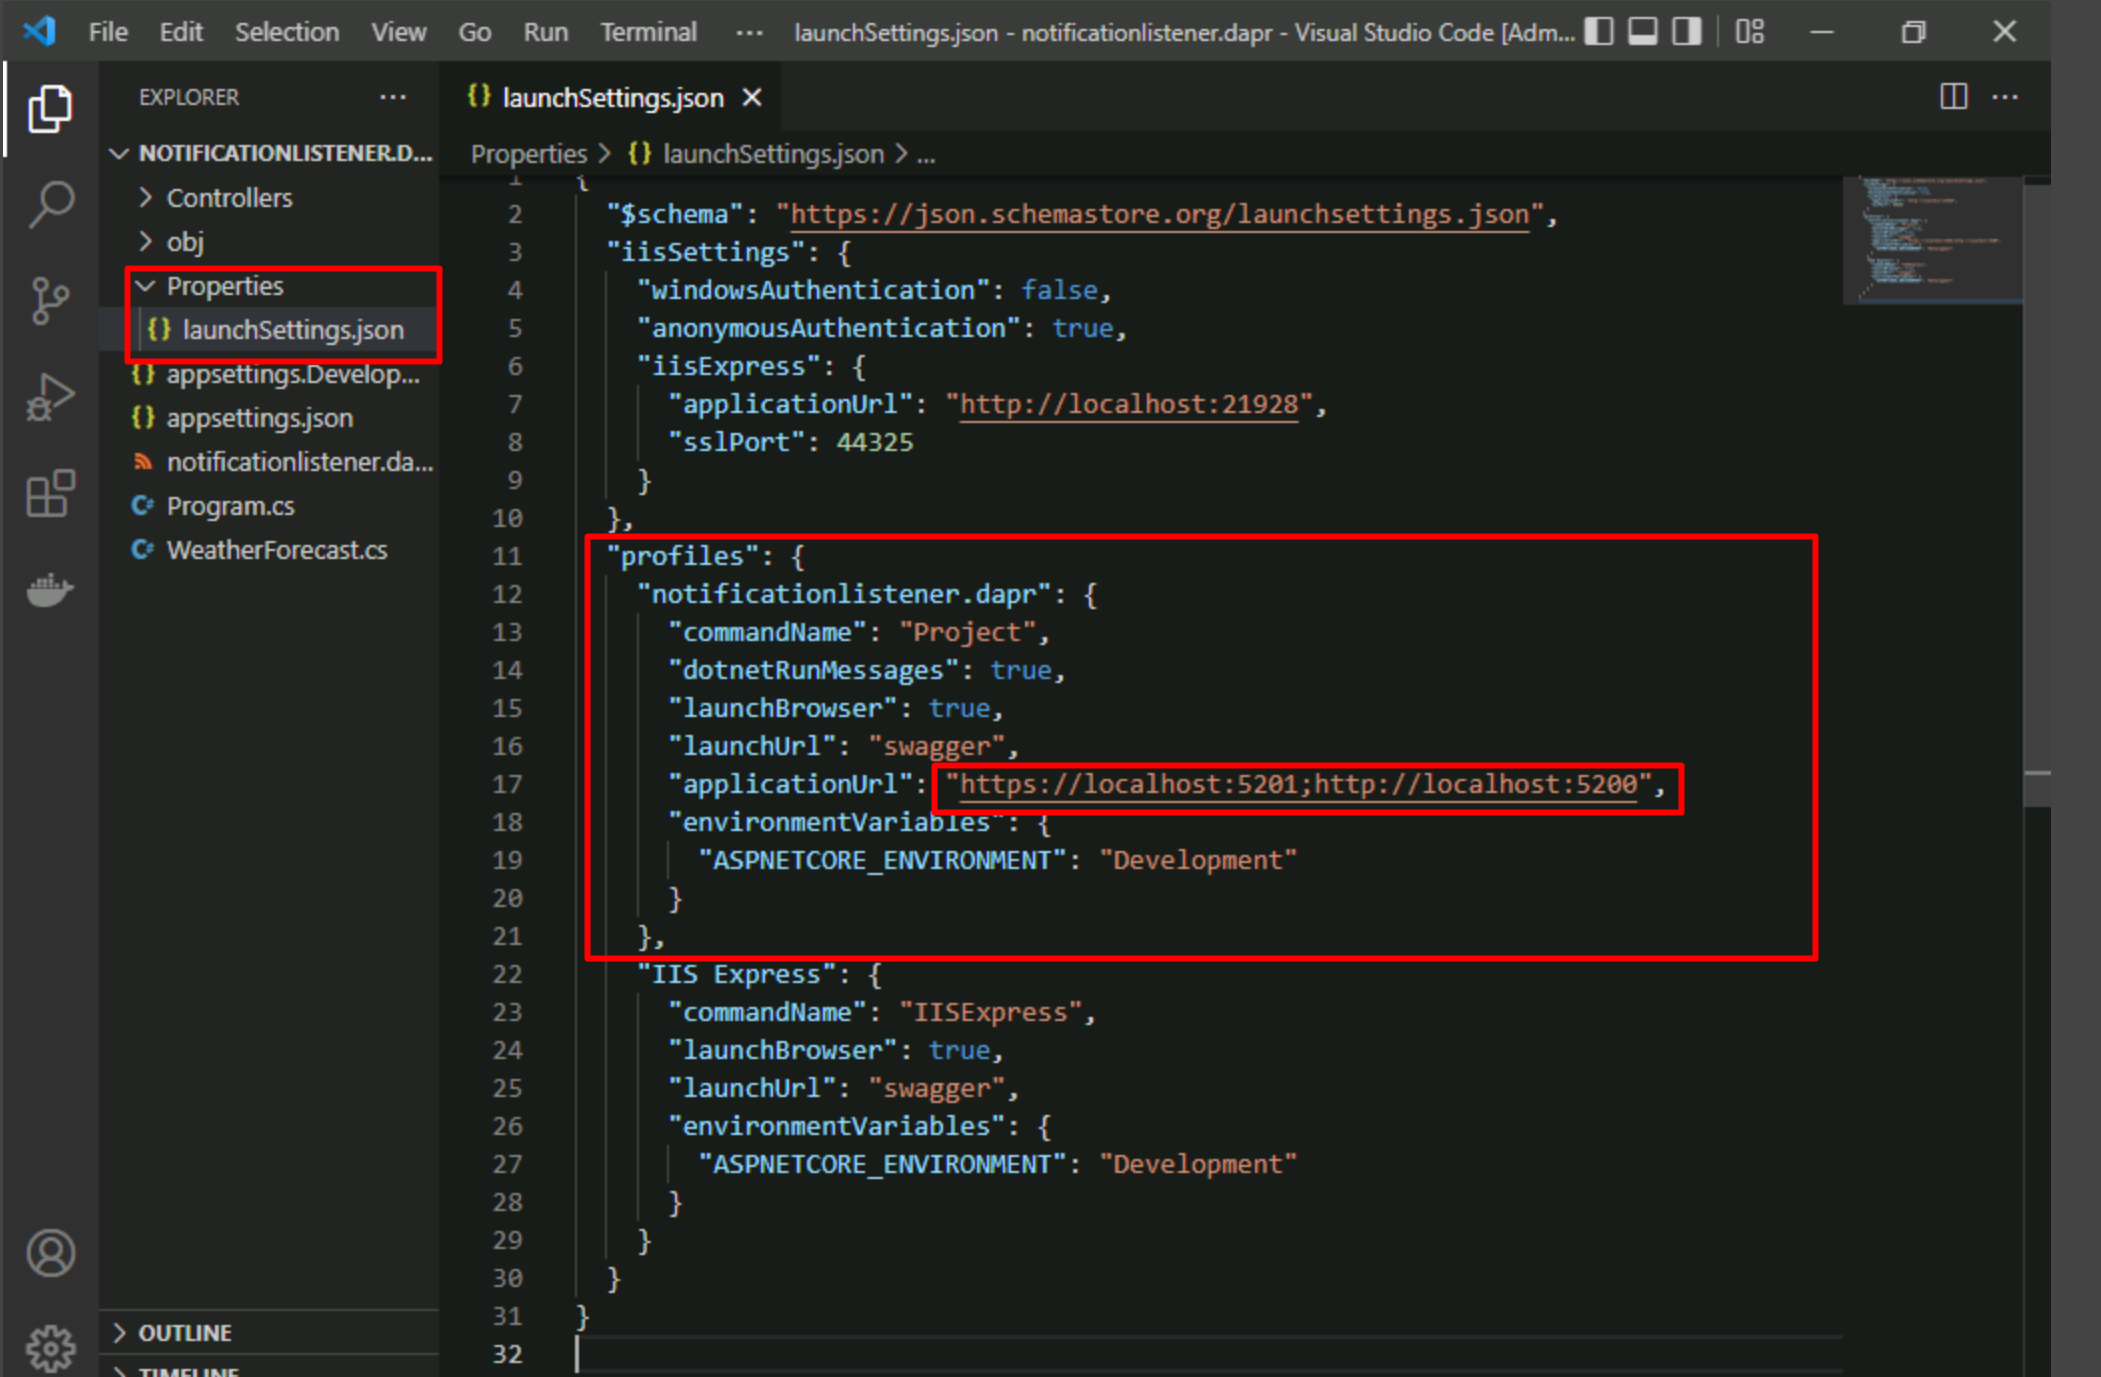 File Edit Selection View Go Run Terminal ··· launchSettings.json - notificationlistener.dapr - Visual Studio Code [Adm...
EXPLORER ···
NOTIFICATIONLISTENER.D...
Controllers
obj
Properties
{} launchSettings.json
{} appsettings.Develop...
{} appsettings.json
notificationlistener.da...
C# Program.cs
C# WeatherForecast.cs
OUTLINE
TIMELINE
{} launchSettings.json ×
Properties > {} launchSettings.json > ...
1 {
2 "$schema": "https://json.schemastore.org/launchsettings.json",
3 "iisSettings": {
4 "windowsAuthentication": false,
5 "anonymousAuthentication": true,
6 "iisExpress": {
7 "applicationUrl": "http://localhost:21928",
8 "sslPort": 44325
9 }
10 },
11 "profiles": {
12 "notificationlistener.dapr": {
13 "commandName": "Project",
14 "dotnetRunMessages": true,
15 "launchBrowser": true,
16 "launchUrl": "swagger",
17 "applicationUrl": "https://localhost:5201;http://localhost:5200",
18 "environmentVariables": {
19 "ASPNETCORE_ENVIRONMENT": "Development"
20 }
21 },
22 "IIS Express": {
23 "commandName": "IISExpress",
24 "launchBrowser": true,
25 "launchUrl": "swagger",
26 "environmentVariables": {
27 "ASPNETCORE_ENVIRONMENT": "Development"
28 }
29 }
30 }
31 }
32